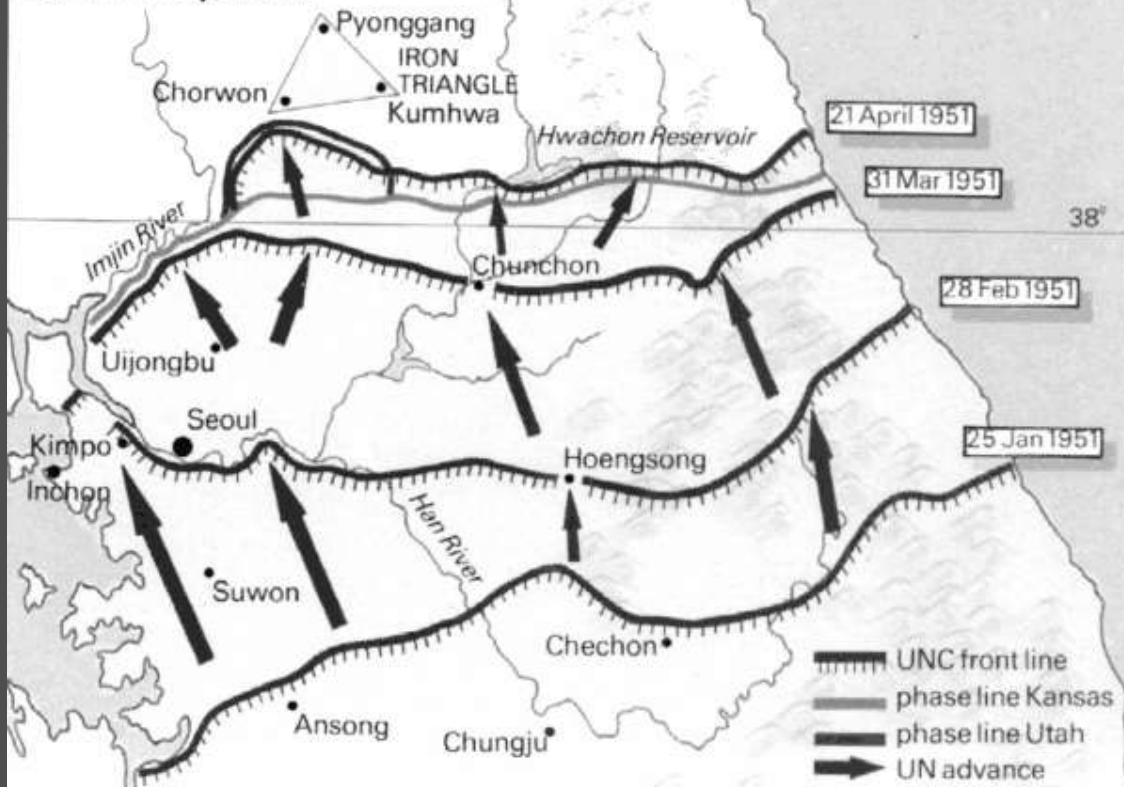 Pyonggang
IRON
TRIANGLE
Chorwon
Kumhwa
21 April 1951
Hwachon Reservoir
31 Mar 1951
38°
Imjin River
Chunchon
28 Feb 1951
Uijongbu
Seoul
25 Jan 1951
Kimpo
Hoengsong
Inchon
Han River
Suwon
Chechon
UNC front line
phase line Kansas
Ansong
Chungju
phase line Utah
UN advance